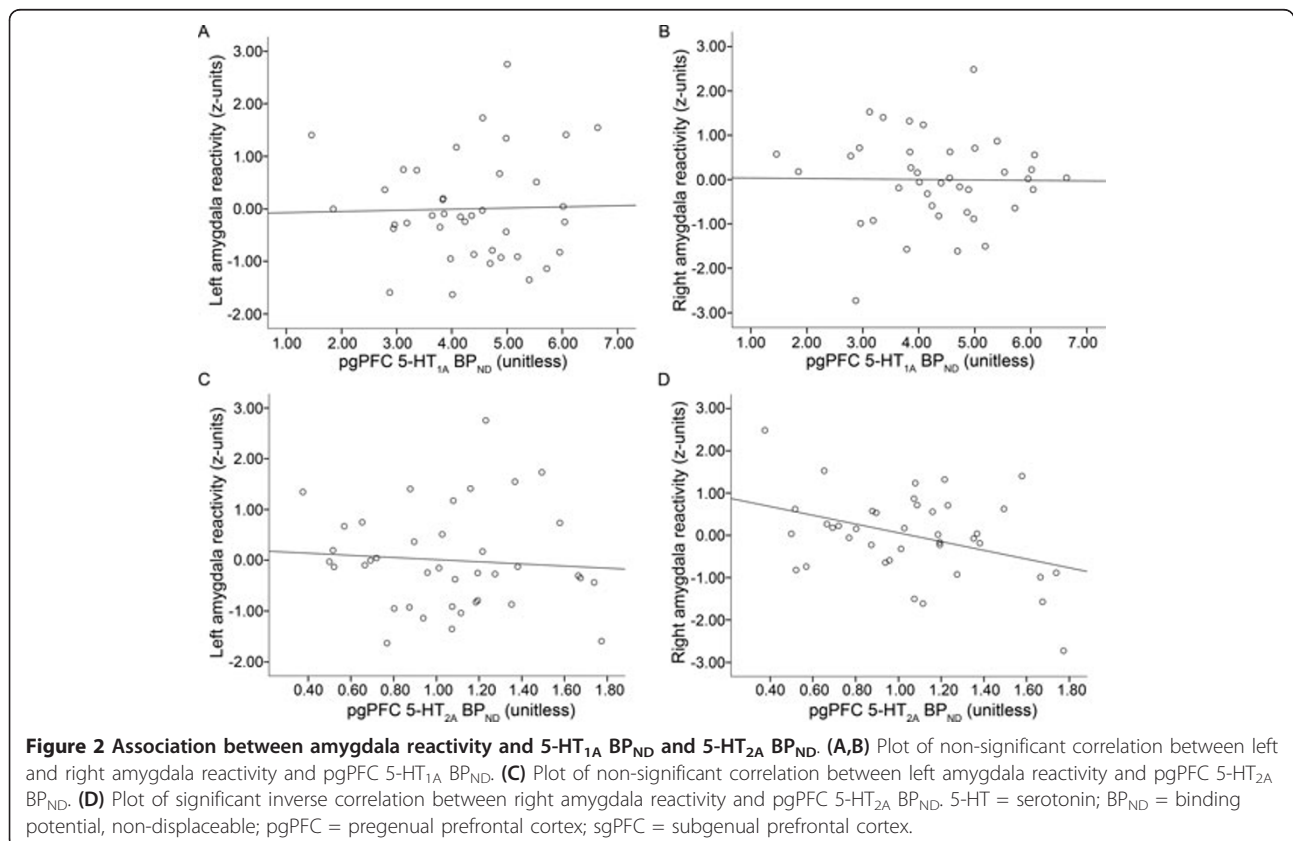 A
Left amygdala reactivity (z-units)
3.00
2.00
1.00
0.00
-1.00
-2.00
1.00 2.00 3.00 4.00 5.00 6.00 7.00
pgPFC 5-HT1A BPND (unitless)
B
Right amygdala reactivity (z-units)
3.00
2.00
1.00
0.00
-1.00
-2.00
-3.00
1.00 2.00 3.00 4.00 5.00 6.00 7.00
pgPFC 5-HT1A BPND (unitless)
C
Left amygdala reactivity (z-units)
3.00
2.00
1.00
0.00
-1.00
-2.00
0.40 0.60 0.80 1.00 1.20 1.40 1.60 1.80
pgPFC 5-HT2A BPND (unitless)
D
Right amygdala reactivity (z-units)
3.00
2.00
1.00
0.00
-1.00
-2.00
-3.00
0.40 0.60 0.80 1.00 1.20 1.40 1.60 1.80
pgPFC 5-HT2A BPND (unitless)
Figure 2 Association between amygdala reactivity and 5-HT1A BPND and 5-HT2A BPND. (A,B) Plot of non-significant correlation between left
and right amygdala reactivity and pgPFC 5-HT1A BPND. (C) Plot of non-significant correlation between left amygdala reactivity and pgPFC 5-HT2A
BPND. (D) Plot of significant inverse correlation between right amygdala reactivity and pgPFC 5-HT2A BPND. 5-HT = serotonin; BPND = binding
potential, non-displaceable; pgPFC = pregenual prefrontal cortex; sgPFC = subgenual prefrontal cortex.